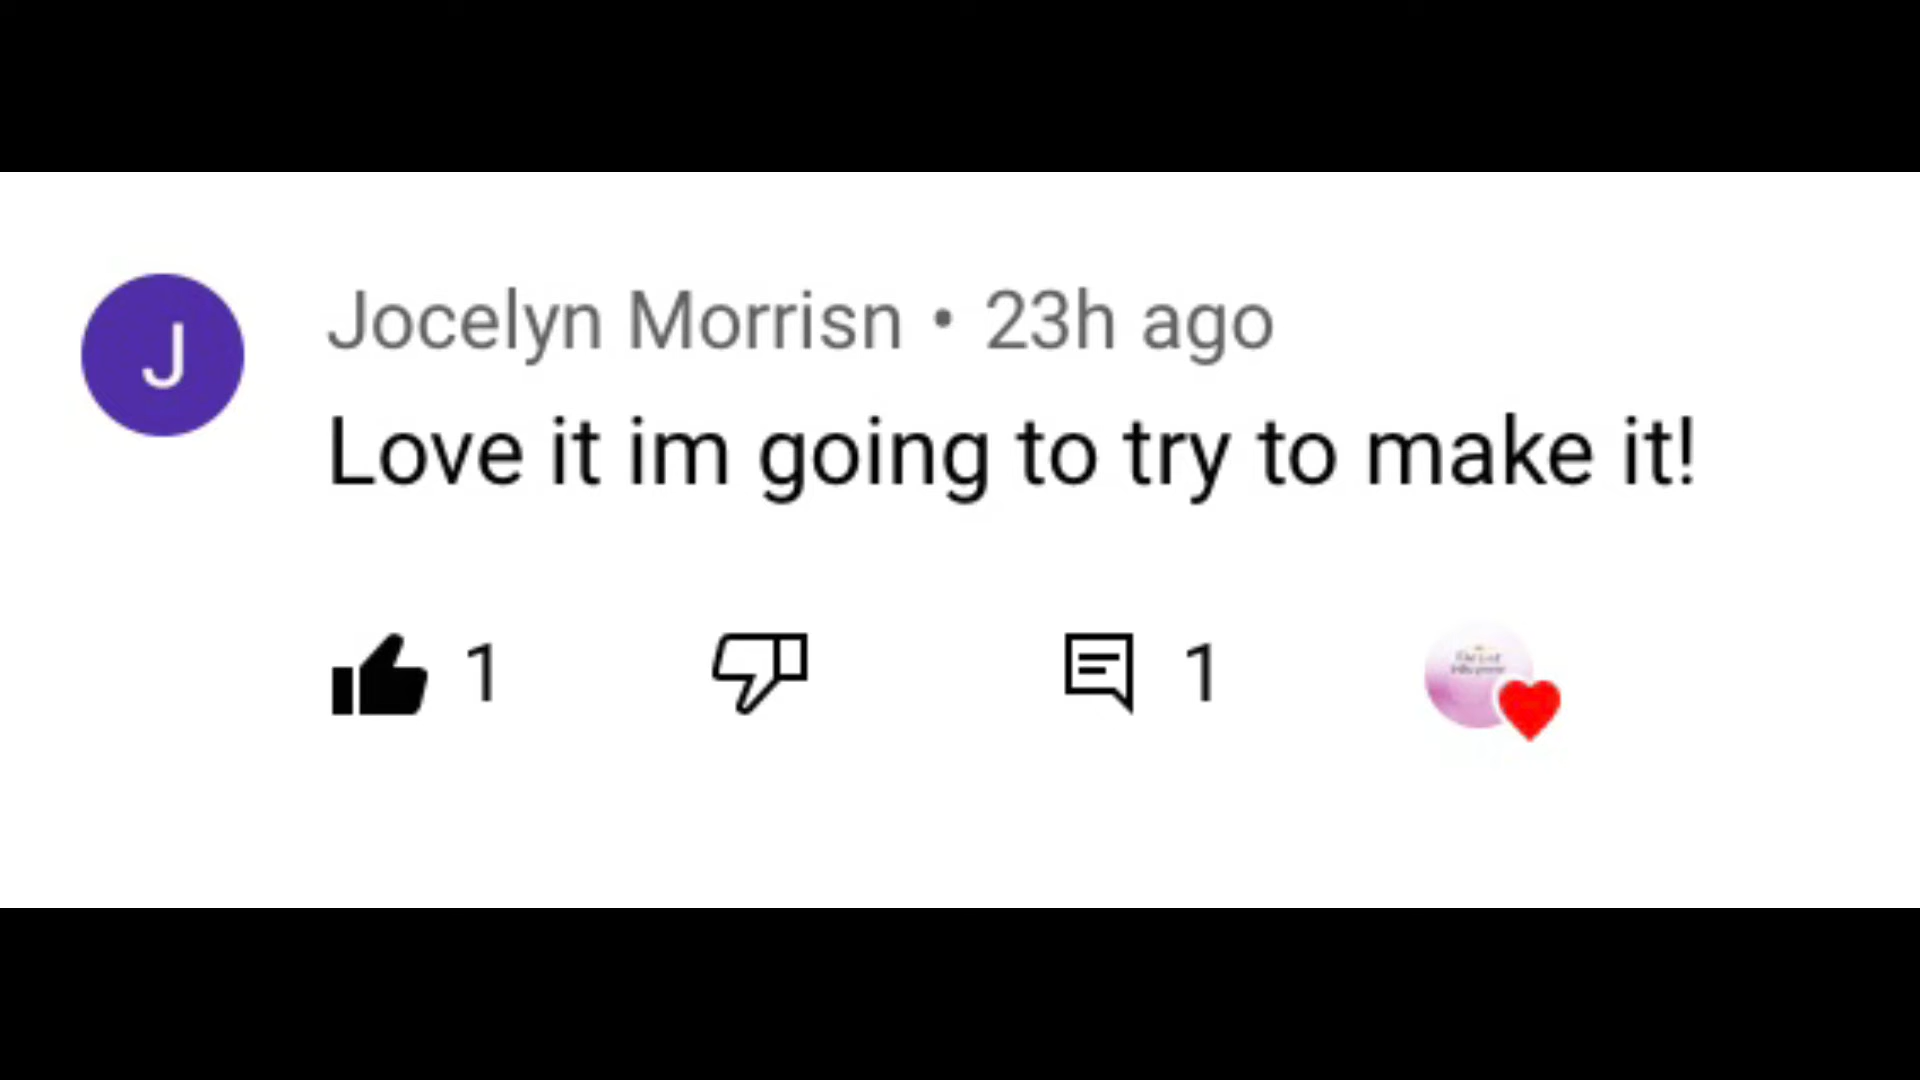 J
Jocelyn Morrisn • 23h ago
Love it im going to try to make it!
1
1